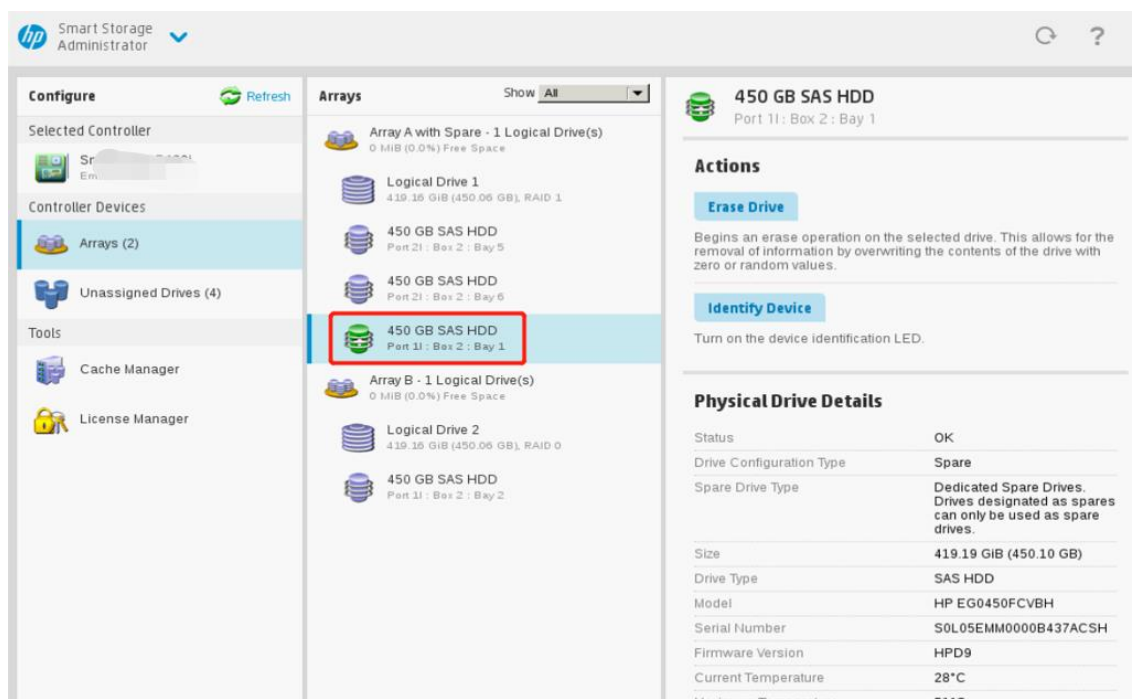 hp
Smart Storage
Administrator
?
Configure
Refresh
Selected Controller
Controller Devices
Arrays (2)
Unassigned Drives (4)
Tools
Cache Manager
License Manager
Arrays
Show All
Array A with Spare - 1 Logical Drive(s)
0 MiB (0.0%) Free Space
Logical Drive 1
419.16 GiB (450.06 GB), RAID 1
450 GB SAS HDD
Port 2I : Box 2 : Bay 5
450 GB SAS HDD
Port 2I : Box 2 : Bay 6
450 GB SAS HDD
Port 1I : Box 2 : Bay 1
Array B - 1 Logical Drive(s)
0 MiB (0.0%) Free Space
Logical Drive 2
419.16 GiB (450.06 GB), RAID 0
450 GB SAS HDD
Port 1I : Box 2 : Bay 2
450 GB SAS HDD
Port 1I : Box 2 : Bay 1
Actions
Erase Drive
Begins an erase operation on the selected drive. This allows for the
removal of information by overwriting the contents of the drive with
zero or random values.
Identify Device
Turn on the device identification LED.
Physical Drive Details
Status OK
Drive Configuration Type Spare
Spare Drive Type Dedicated Spare Drives.
Drives designated as spares
can only be used as spare
drives.
Size 419.19 GiB (450.10 GB)
Drive Type SAS HDD
Model HP EG0450FCVBH
Serial Number S0L05EMM0000B437ACSH
Firmware Version HPD9
Current Temperature 28°C